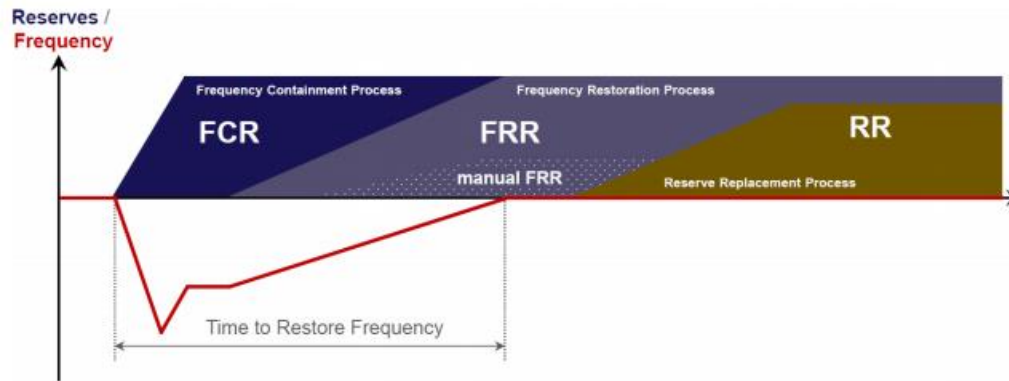 Reserves /
Frequency
Frequency Containment Process
Frequency Restoration Process
FCR
FRR
RR
manual FRR
Reserve Replacement Process
Time to Restore Frequency